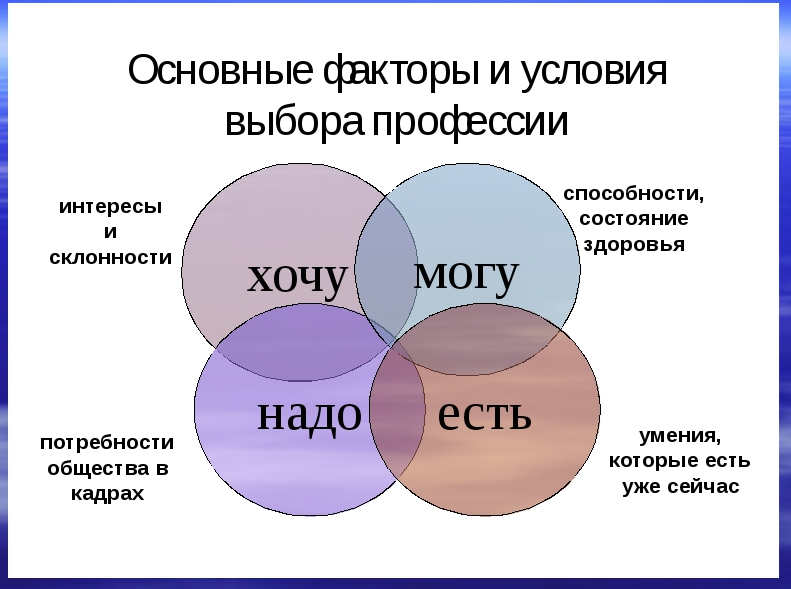 Основные факторы и условия
выбора профессии
интересы
и
склонности
способности,
состояние
здоровья
хочу
могу
надо
есть
потребности
общества в
кадрах
умения,
которые есть
уже сейчас